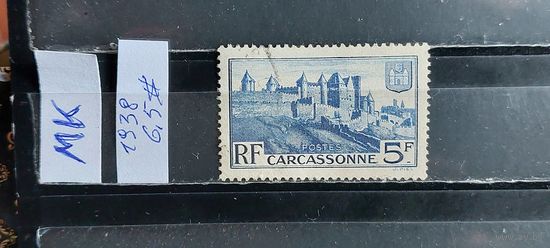 MK
1938
6,5#
POSTES
RF
CARCASSONNE
5F